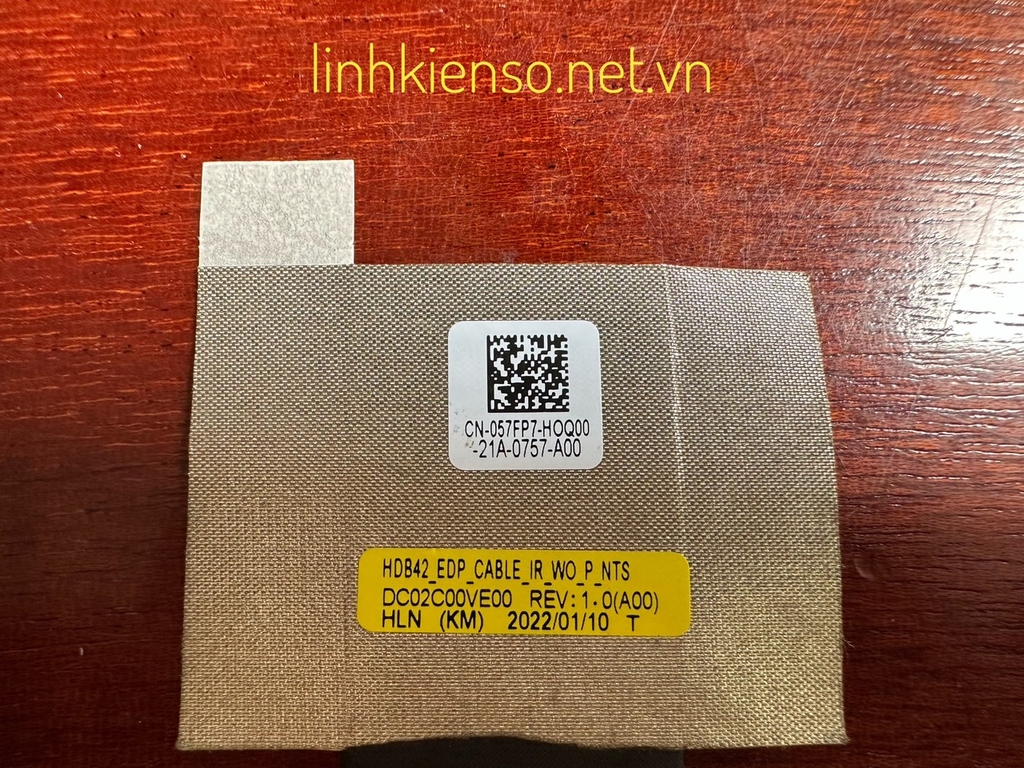 linhkienso.net.vn
CN-057FP7-HOQ00
-21A-0757-A00
HDB42_EDP_CABLE_IR_WO_P_NTS
DC02C00VE00 REV:1.0(A00)
HLN (KM) 2022/01/10 T